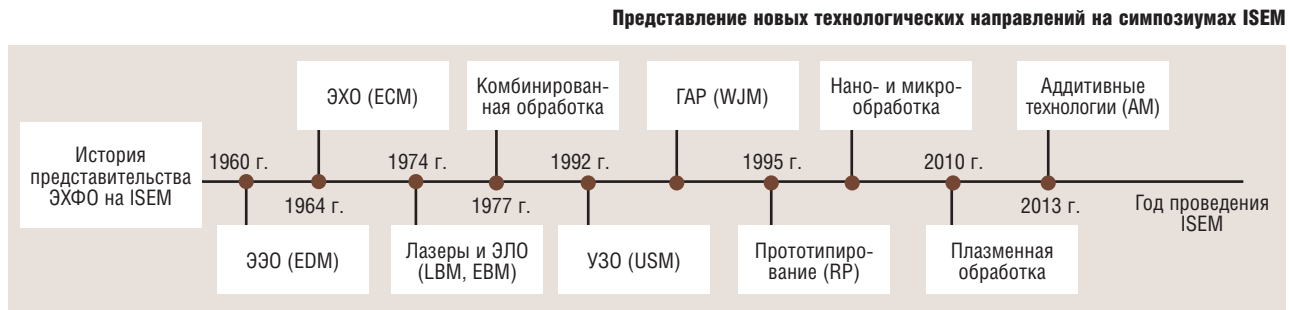 Представление новых технологических направлений на симпозиумах ISEM
История
представительства
ЭХФО на ISEM
1960 г.
ЭЭО (EDM)
ЭХО (ECM)
1964 г.
1974 г.
Лазеры и ЭЛО
(LBM, EBM)
Комбинирован-
ная обработка
1977 г.
1992 г.
УЗО (USM)
ГАР (WJM)
1995 г.
Прототипиро-
вание (RP)
Нано- и микро-
обработка
2010 г.
Плазменная
обработка
Аддитивные
технологии (AM)
2013 г.
Год проведения
ISEM